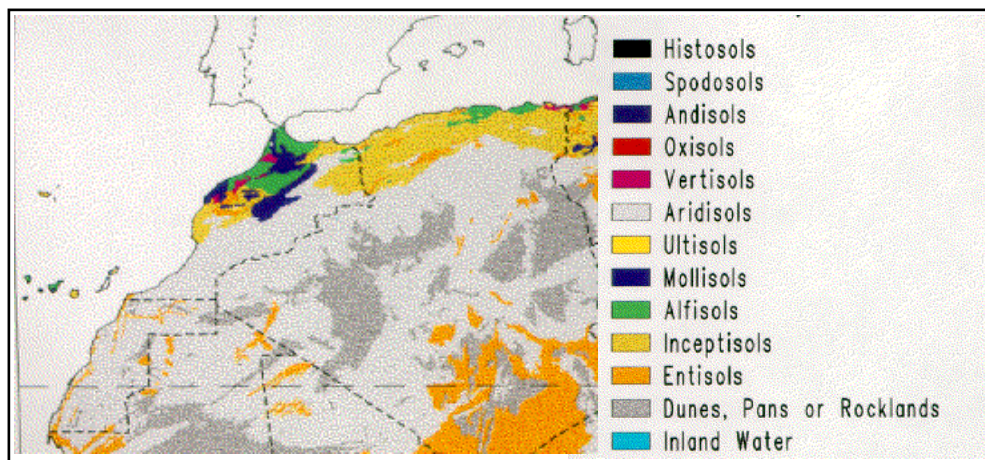 Histosols
Spodosols
Andisols
Oxisols
Vertisols
Aridisols
Ultisols
Mollisols
Alfisols
Inceptisols
Entisols
Dunes, Pans or Rocklands
Inland Water